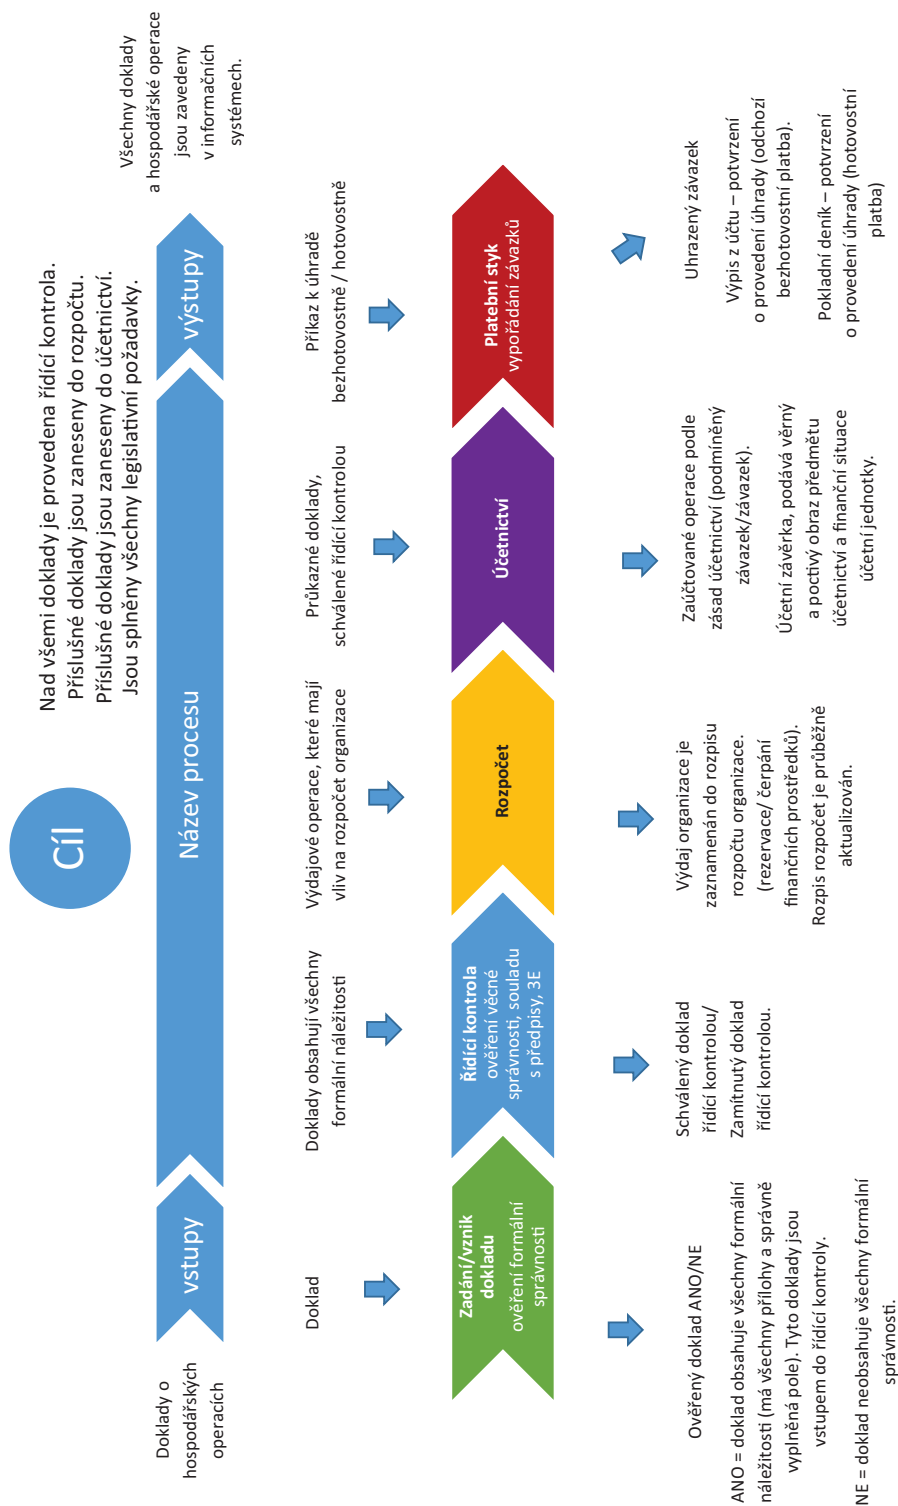 Cíl
Nad všemi doklady je provedena řídící kontrola.
Příslušné doklady jsou zaneseny do rozpočtu.
Příslušné doklady jsou zaneseny do účetnictví.
Jsou splněny všechny legislativní požadavky.
Doklady o
hospodářských
operacích
vstupy
Název procesu
výstupy
Všechny doklady
a hospodářské operace
jsou zavedeny
v informačních
systémech.
Doklad
Doklady obsahují všechny
formální náležitosti
Výdajové operace, které mají
vliv na rozpočet organizace
Průkazné doklady,
schválené řídící kontrolou
Příkaz k úhradě
bezhotovostně / hotovostně
Zadání/vznik
dokladu
ověření formální
správnosti
Řídící kontrola
ověření věcné
správnosti, souladu
s předpisy, 3E
Rozpočet
Účetnictví
Platební styk
vypořádání závazků
Ověřený doklad ANO/NE
ANO = doklad obsahuje všechny formální
náležitosti (má všechny přílohy a správně
vyplněná pole). Tyto doklady jsou
vstupem do řídící kontroly.
NE = doklad neobsahuje všechny formální
správnosti.
Schválený doklad
řídící kontrolou/
Zamítnutý doklad
řídící kontrolou.
Výdaj organizace je
zaznamenán do rozpisu
rozpočtu organizace.
(rezervace/ čerpání
finančních prostředků).
Rozpis rozpočet je průběžně
aktualizován.
Zaúčtované operace podle
zásad účetnictví (podmíněný
závazek/závazek).
Účetní závěrka, podává věrný
a poctivý obraz předmětu
účetnictví a finanční situace
účetní jednotky.
Uhrazený závazek
Výpis z účtu – potvrzení
o provedení úhrady (odchozí
bezhotovostní platba).
Pokladní deník – potvrzení
o provedení úhrady (hotovostní
platba)